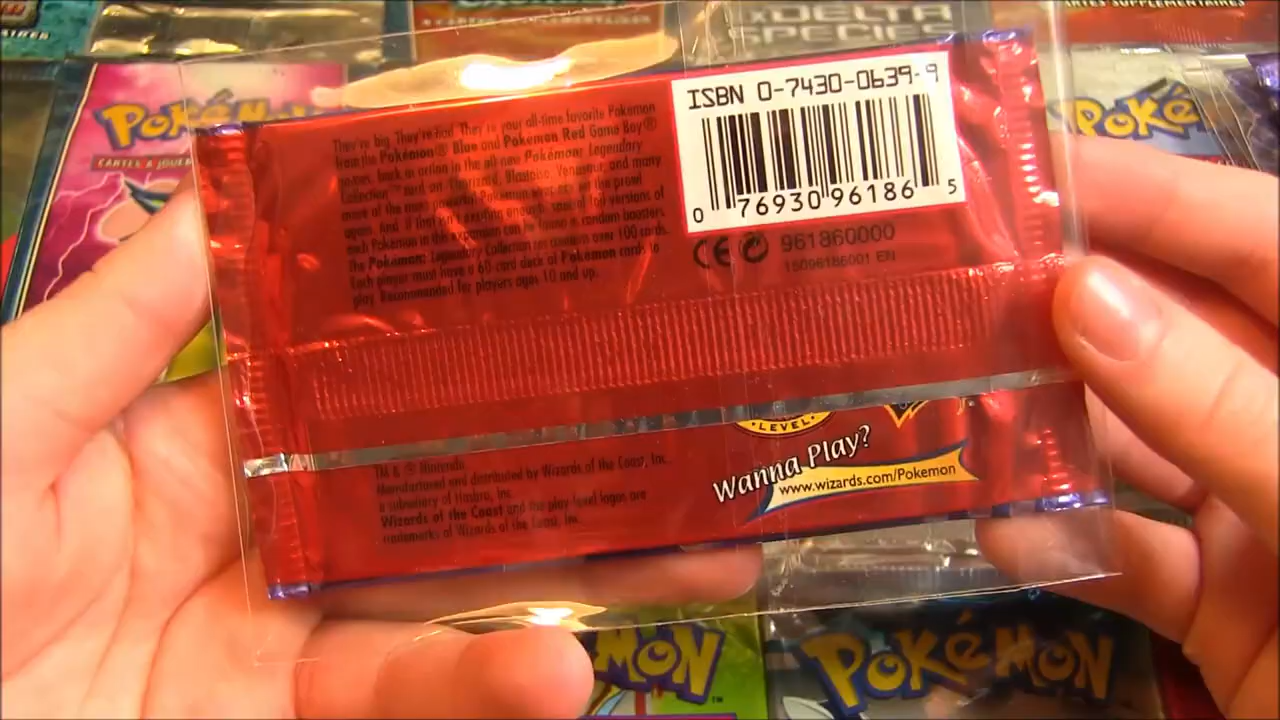 DELTA
SPECIES
CARTES SUPPLÉMENTAIRES
POKéMON
CARTES À JOUER
POKé
They're big. They're bad. They're your all-time favorite Pokémon
from the Pokémon® Blue and Pokémon Red Game Boy®
games, back in action in the all-new Pokémon: Legendary
Collection™ card set. Charizard, Blastoise, Venusaur, and many
more of the most powerful Pokémon are on the prowl
again. And if that isn't exciting enough, foil versions of
each Pokémon in this expansion can be found in random boosters.
The Pokémon: Legendary Collection set contains over 100 cards.
Each player must have a 60-card deck of Pokémon cards to
play. Recommended for players ages 10 and up.
ISBN 0-7430-0639-9
0 76930 96186 5
CE 961860000
15096186001 EN
TM & ® Nintendo.
Manufactured and distributed by Wizards of the Coast, Inc.,
a subsidiary of Hasbro, Inc.
Wizards of the Coast and the play level logos are
trademarks of Wizards of the Coast, Inc.
LEVEL
Wanna Play?
www.wizards.com/Pokemon
MON
POKéMON